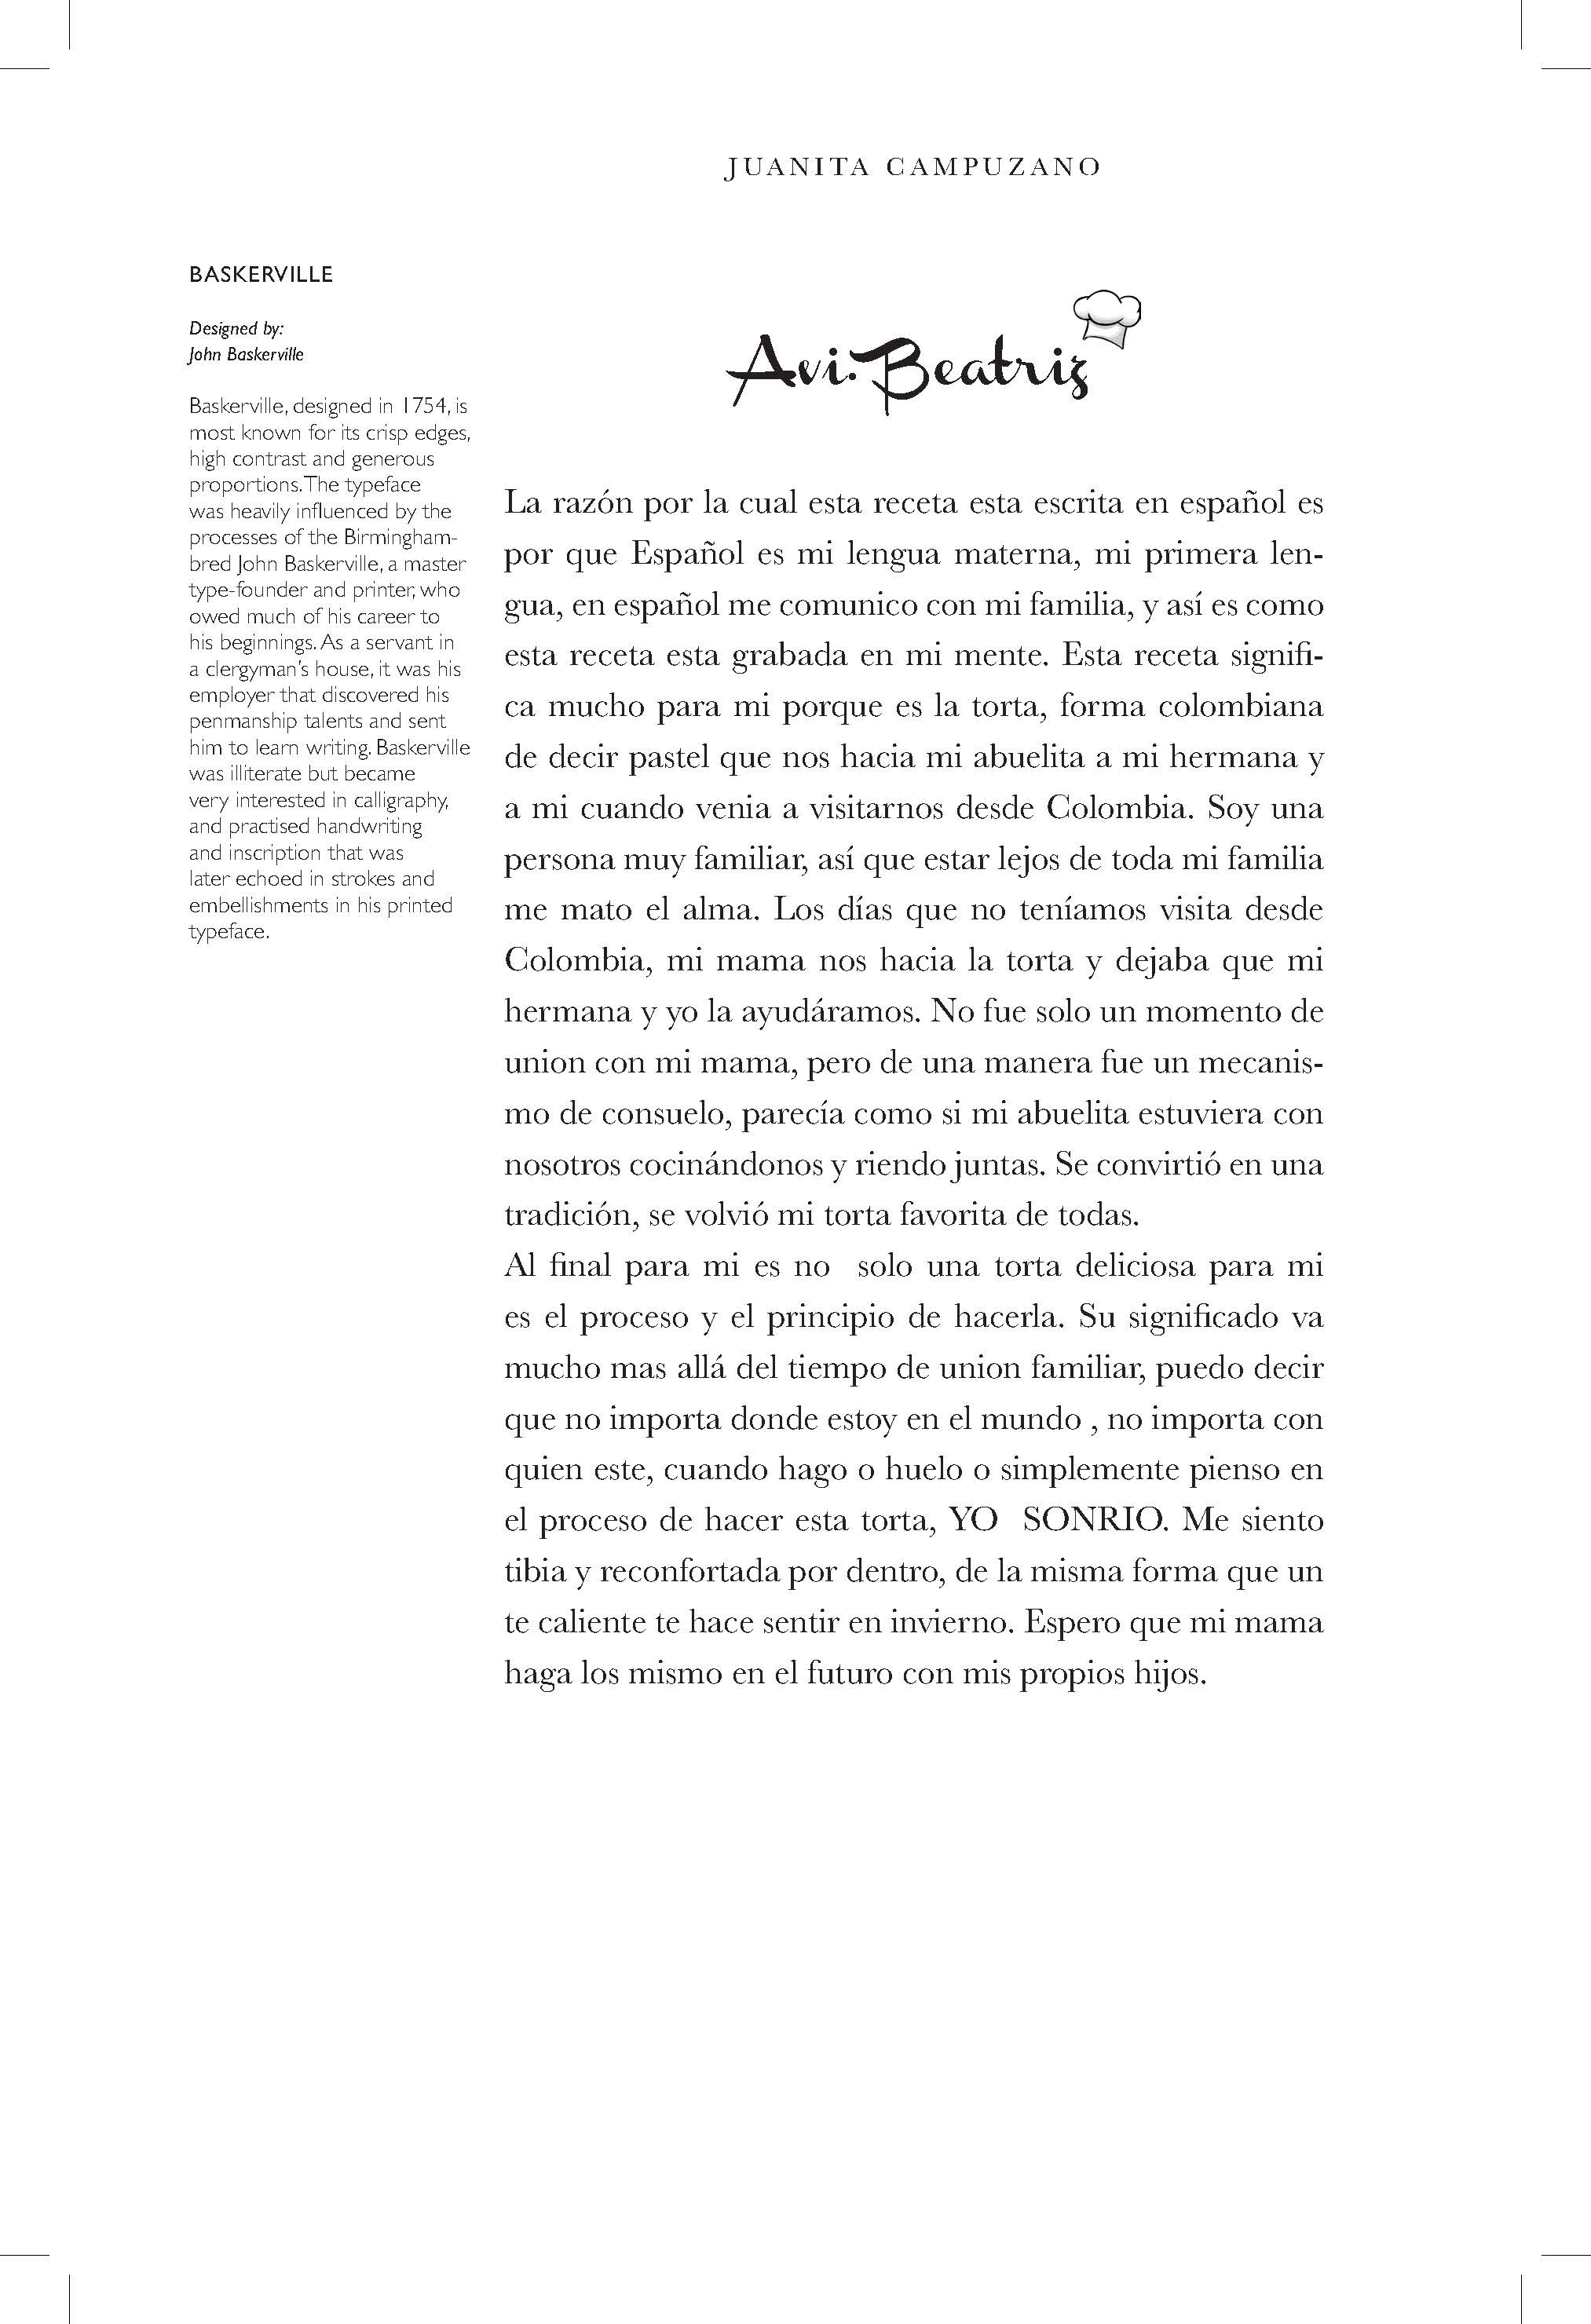 JUANITA CAMPUZANO
BASKERVILLE
Designed by:
John Baskerville
Baskerville, designed in 1754, is
most known for its crisp edges,
high contrast and generous
proportions. The typeface
was heavily influenced by the
processes of the Birmingham-
bred John Baskerville, a master
type-founder and printer, who
owed much of his career to
his beginnings. As a servant in
a clergyman’s house, it was his
employer that discovered his
penmanship talents and sent
him to learn writing. Baskerville
was illiterate but became
very interested in calligraphy,
and practised handwriting
and inscription that was
later echoed in strokes and
embellishments in his printed
typeface.
Avi.Beatriz
La razón por la cual esta receta esta escrita en español es
por que Español es mi lengua materna, mi primera len-
gua, en español me comunico con mi familia, y así es como
esta receta esta grabada en mi mente. Esta receta signifi-
ca mucho para mi porque es la torta, forma colombiana
de decir pastel que nos hacia mi abuelita a mi hermana y
a mi cuando venia a visitarnos desde Colombia. Soy una
persona muy familiar, así que estar lejos de toda mi familia
me mato el alma. Los días que no teníamos visita desde
Colombia, mi mama nos hacia la torta y dejaba que mi
hermana y yo la ayudáramos. No fue solo un momento de
union con mi mama, pero de una manera fue un mecanis-
mo de consuelo, parecía como si mi abuelita estuviera con
nosotros cocinándonos y riendo juntas. Se convirtió en una
tradición, se volvió mi torta favorita de todas.
Al final para mi es no solo una torta deliciosa para mi
es el proceso y el principio de hacerla. Su significado va
mucho mas allá del tiempo de union familiar, puedo decir
que no importa donde estoy en el mundo , no importa con
quien este, cuando hago o huelo o simplemente pienso en
el proceso de hacer esta torta, YO SONRIO. Me siento
tibia y reconfortada por dentro, de la misma forma que un
te caliente te hace sentir en invierno. Espero que mi mama
haga los mismo en el futuro con mis propios hijos.